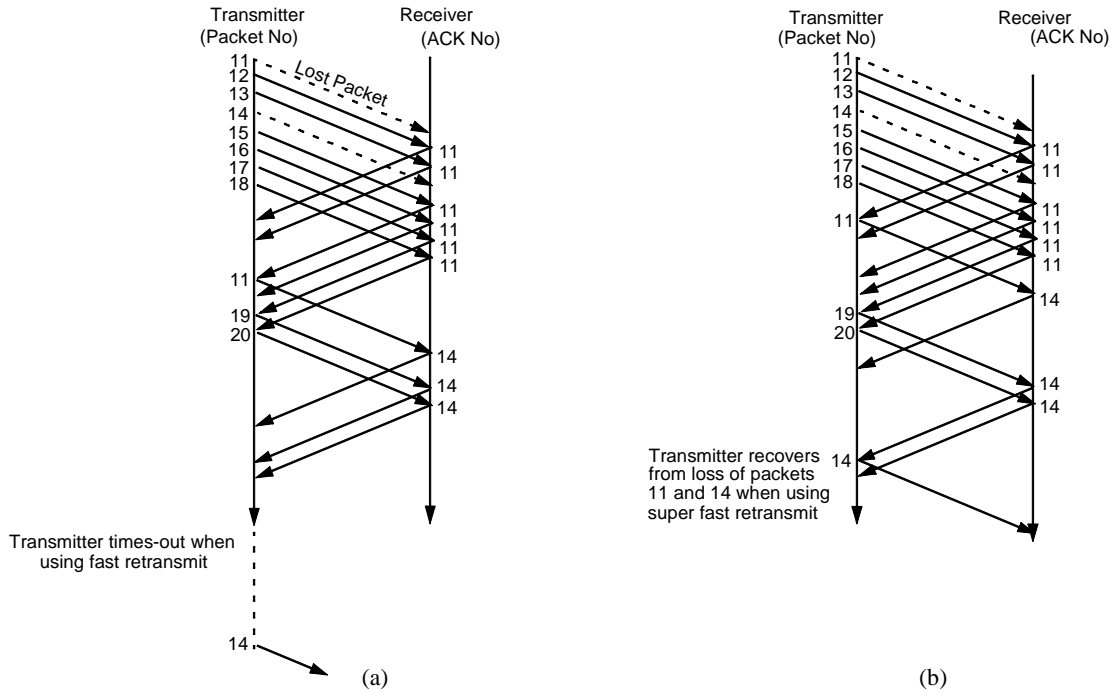 Transmitter
(Packet No)
Receiver
(ACK No)
11
12
13
14
15
16
17
18
Lost Packet
11
11
11
11
11
11
11
19
20
14
14
14
Transmitter times-out when
using fast retransmit
14
(a)
Transmitter
(Packet No)
Receiver
(ACK No)
11
12
13
14
15
16
17
18
11
11
11
11
11
11
11
14
19
20
14
14
Transmitter recovers
from loss of packets
11 and 14 when using
super fast retransmit
14
(b)